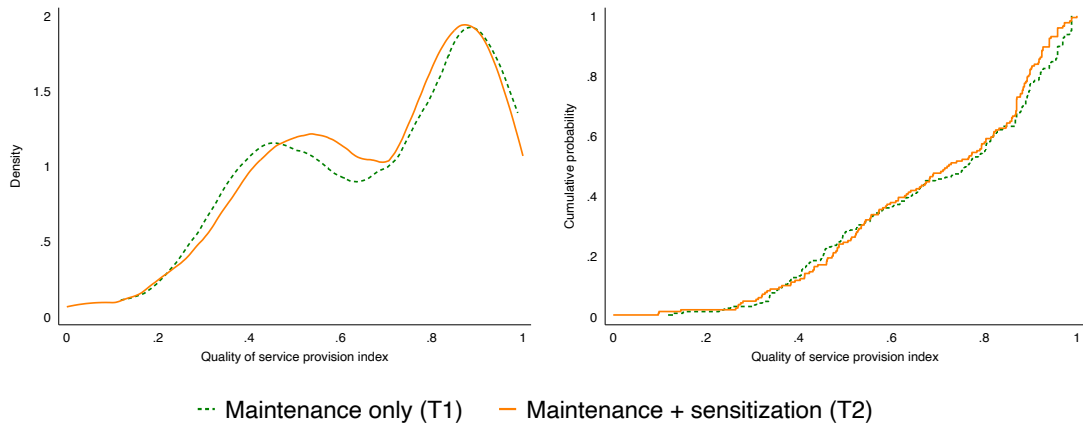 2
1.5
1
.5
0
Density
0 .2 .4 .6 .8 1
Quality of service provision index
1
.8
.6
.4
.2
0
Cumulative probability
0 .2 .4 .6 .8 1
Quality of service provision index
Maintenance only (T1) Maintenance + sensitization (T2)